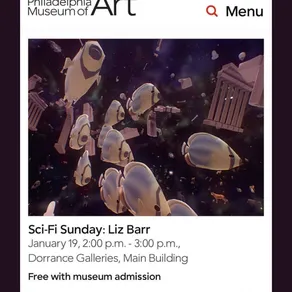 Philadelphia
Museum of Art
Menu
Sci-Fi Sunday: Liz Barr
January 19, 2:00 p.m. - 3:00 p.m.,
Dorrance Galleries, Main Building
Free with museum admission